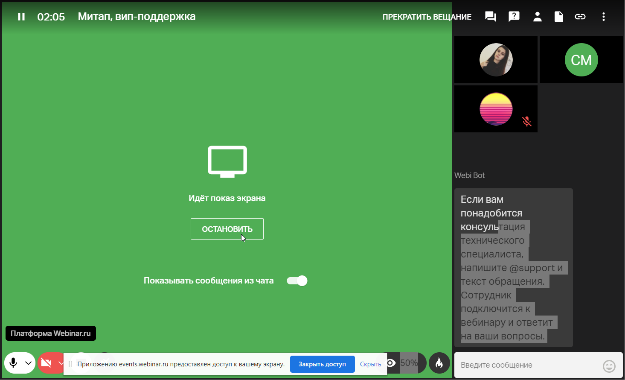 02:05
Митап, вип-поддержка
ПРЕКРАТИТЬ ВЕЩАНИЕ
СМ
Идёт показ экрана
ОСТАНОВИТЬ
Показывать сообщения из чата
Платформа Webinar.ru
Приложению events.webinar.ru предоставлен доступ к вашему экрану.
Закрыть доступ
Скрыть
50%
Webi Bot
Если вам
понадобится
консультация
технического
специалиста,
напишите @support и
текст обращения.
Сотрудник
подключится к
вебинару и ответит
на ваши вопросы.
Введите сообщение